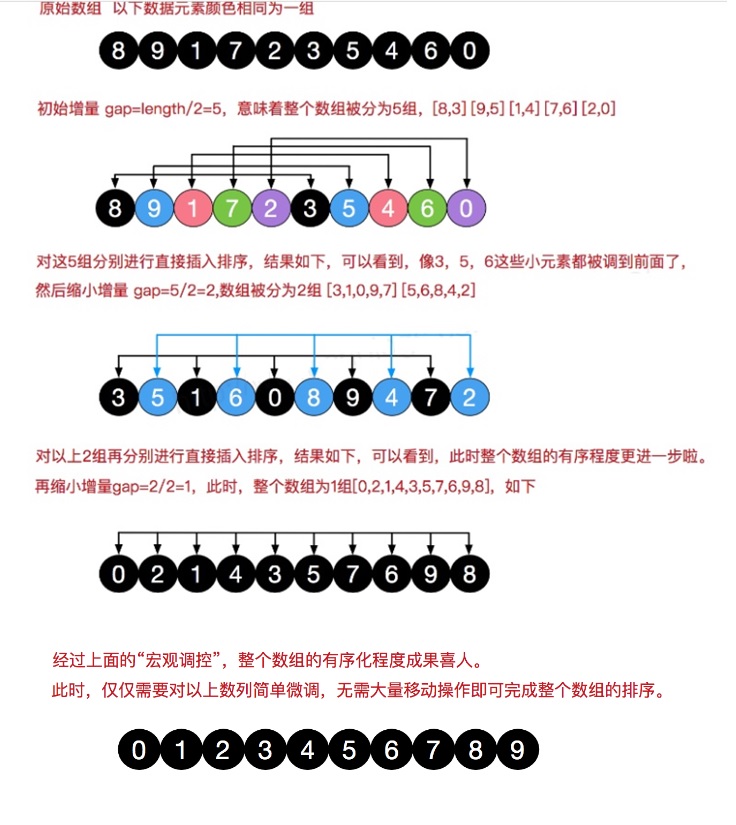 原始数组 以下数据元素颜色相同为一组
8 9 1 7 2 3 5 4 6 0
初始增量 gap=length/2=5，意味着整个数组被分为5组，[8,3] [9,5] [1,4] [7,6] [2,0]
8 9 1 7 2 3 5 4 6 0
对这5组分别进行直接插入排序，结果如下，可以看到，像3，5，6这些小元素都被调到前面了，
然后缩小增量 gap=5/2=2,数组被分为2组 [3,1,0,9,7] [5,6,8,4,2]
3 5 1 6 0 8 9 4 7 2
对以上2组再分别进行直接插入排序，结果如下，可以看到，此时整个数组的有序程度更进一步啦。
再缩小增量gap=2/2=1，此时，整个数组为1组[0,2,1,4,3,5,7,6,9,8]，如下
0 2 1 4 3 5 7 6 9 8
经过上面的“宏观调控”，整个数组的有序化程度成果喜人。
此时，仅仅需要对以上数列简单微调，无需大量移动操作即可完成整个数组的排序。
0 1 2 3 4 5 6 7 8 9